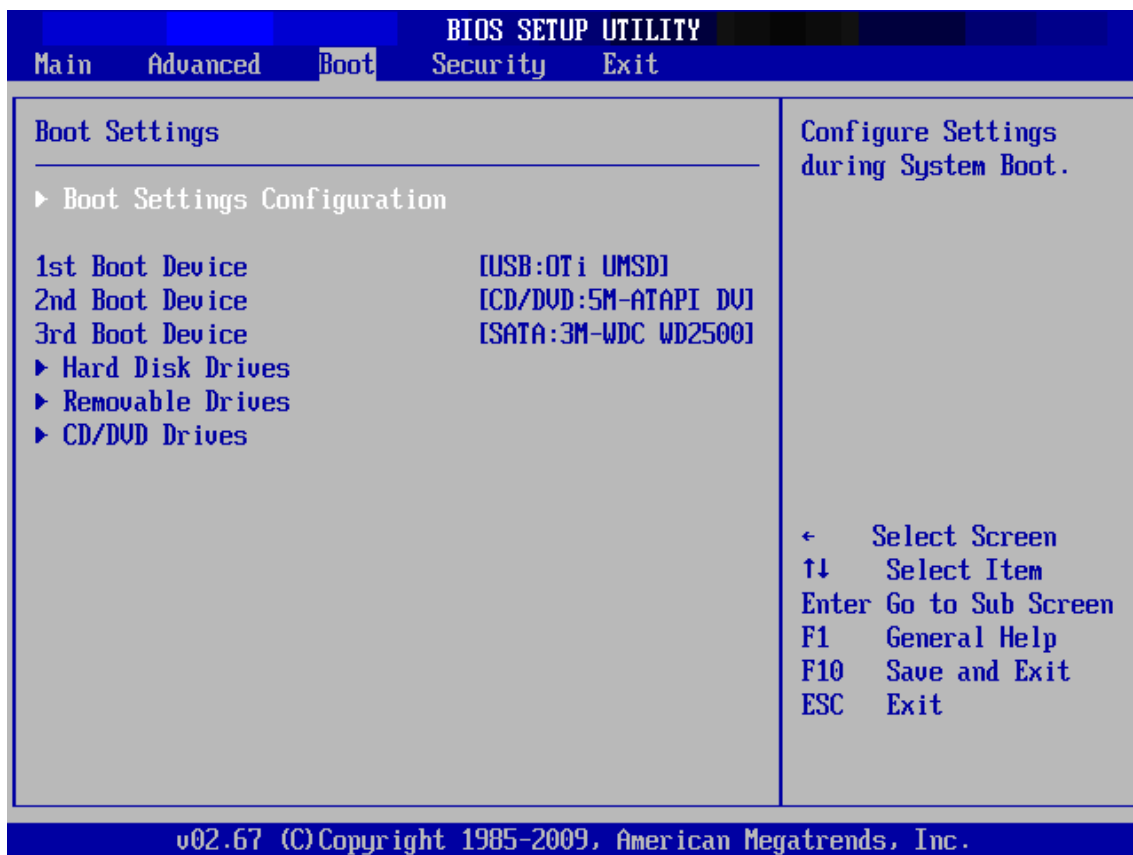 BIOS SETUP UTILITY
Main Advanced Boot Security Exit
Boot Settings
▶ Boot Settings Configuration
1st Boot Device [USB:OTi UMSD]
2nd Boot Device [CD/DVD:5M-ATAPI DV]
3rd Boot Device [SATA:3M-WDC WD2500]
▶ Hard Disk Drives
▶ Removable Drives
▶ CD/DVD Drives
Configure Settings
during System Boot.
← Select Screen
↑↓ Select Item
Enter Go to Sub Screen
F1 General Help
F10 Save and Exit
ESC Exit
v02.67 (C)Copyright 1985-2009, American Megatrends, Inc.